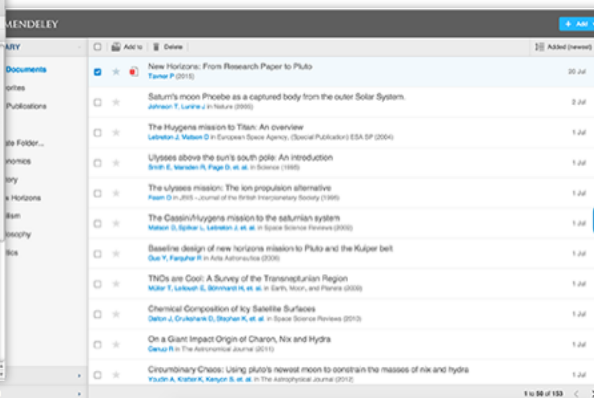 MENDELEY
Add
ARY
Add to
Delete
Added (newest)
Documents
Publications
ate Folder...
nomics
tory
Horizons
lism
osophy
tics
New Horizons: From Research Paper to Pluto
(2015)
20 Jul
Saturn's moon Phoebe as a captured body from the outer Solar System.
Johnson T, Lunine J in Nature (2005)
2 Jul
The Huygens mission to Titan: An overview
Lebreton J, Matson D in European Space Agency, (Special Publication) ESA SP (2004)
1 Jul
Ulysses above the sun's south pole: An introduction
Smith E, Marsden R, Page D, et. al. in Science (1995)
1 Jul
The ulysses mission: The ion propulsion alternative
in JBIS - Journal of the British Interplanetary Society (1996)
1 Jul
The Cassini/Huygens mission to the saturnian system
Matson D, Spilker L, Lebreton J, et. al. in Space Science Reviews (2002)
1 Jul
Baseline design of new horizons mission to Pluto and the Kuiper belt
Guo Y, Farquhar R in Acta Astronautica (2006)
1 Jul
TNOs are Cool: A Survey of the Transneptunian Region
Müller T, Lellouch E, Böhnhardt H, et. al. in Earth, Moon, and Planets (2009)
1 Jul
Chemical Composition of Icy Satellite Surfaces
Dalton J, Cruikshank D, Stephan K, et. al. in Space Science Reviews (2010)
1 Jul
On a Giant Impact Origin of Charon, Nix and Hydra
Canup R in The Astronomical Journal (2011)
1 Jul
Circumbinary Chaos: Using pluto's newest moon to constrain the masses of nix and hydra
Youdin A, Kratter K, Kenyon S, et. al. in The Astrophysical Journal (2012)
1 Jul
1 to 50 of 153